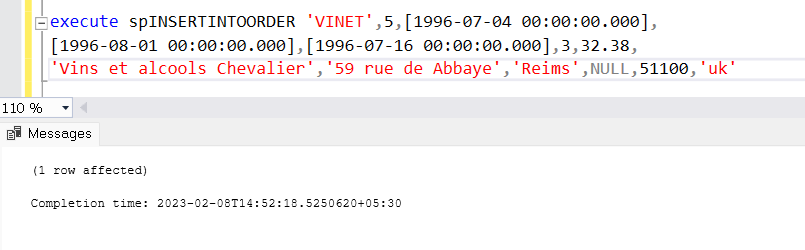 execute spINSERTINTOORDER 'VINET',5,[1996-07-04 00:00:00.000],
[1996-08-01 00:00:00.000],[1996-07-16 00:00:00.000],3,32.38,
'Vins et alcools Chevalier','59 rue de Abbaye','Reims',NULL,51100,'uk'
110 %
Messages
(1 row affected)
Completion time: 2023-02-08T14:52:18.5250620+05:30